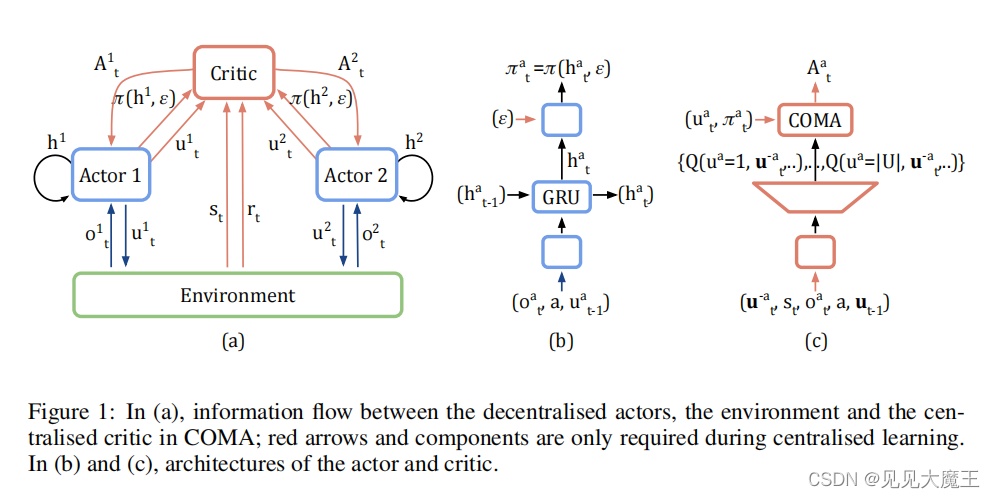 A¹ₜ
Critic
A²ₜ
π(h¹, ε)
π(h², ε)
h¹
u¹ₜ
u²ₜ
h²
Actor 1
Actor 2
o¹ₜ
u¹ₜ
sₜ
rₜ
u²ₜ
o²ₜ
Environment
(a)
πᵃₜ=π(hᵃₜ, ε)
(ε)
hᵃₜ
(hᵃₜ₋₁)
GRU
(hᵃₜ)
(oᵃₜ, a, uᵃₜ₋₁)
(b)
Aᵃₜ
(uᵃₜ, πᵃₜ)
COMA
{Q(uᵃ=1, u⁻ᵃₜ,..),..,Q(uᵃ=|U|, u⁻ᵃₜ,..)}
(u⁻ᵃₜ, sₜ, oᵃₜ, a, uₜ₋₁)
(c)
Figure 1: In (a), information flow between the decentralised actors, the environment and the cen-
tralised critic in COMA; red arrows and components are only required during centralised learning.
In (b) and (c), architectures of the actor and critic.
CSDN @见见大魔王